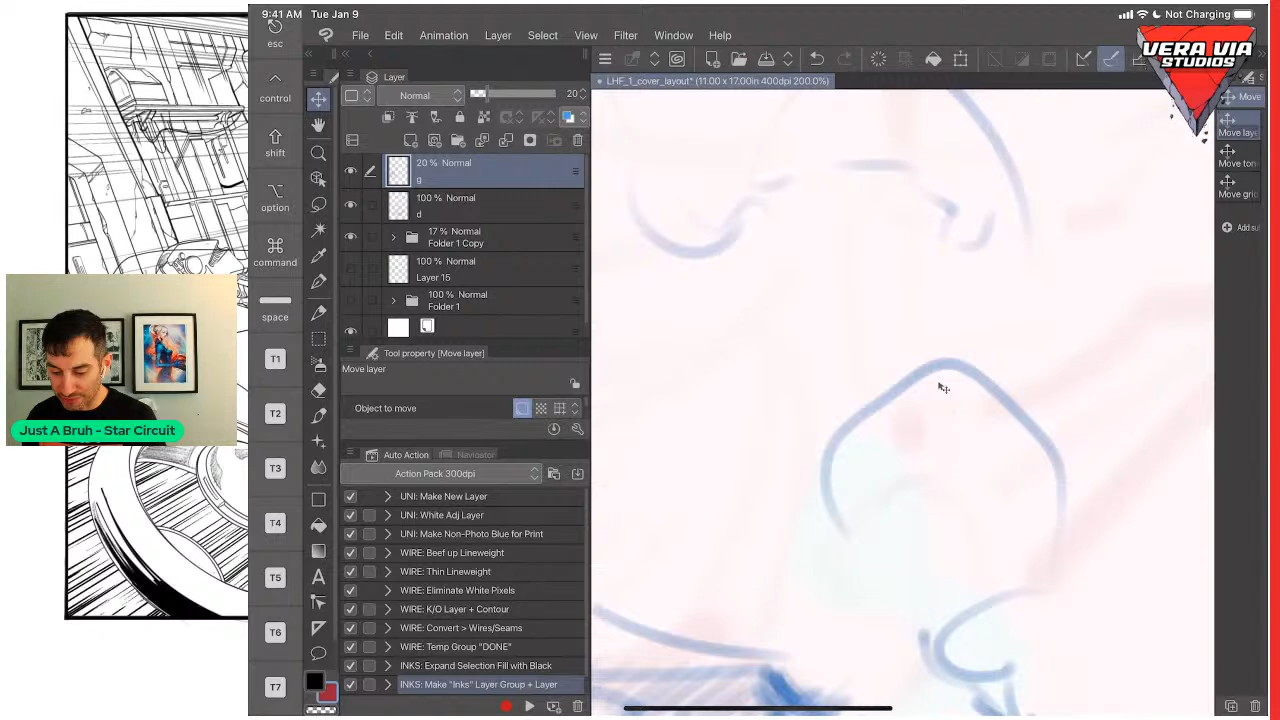 9:41 AM Tue Jan 9
Not Charging
esc
File Edit Animation Layer Select View Filter Window Help
VERA VIA
STUDIOS
Layer
LHF_1_cover_layout* (11.00 x 17.00in 400dpi 200.0%)
control
Normal
20
Move
Move laye
shift
20 % Normal
g
Move ton
option
100 % Normal
d
Move grid
17 % Normal
Folder 1 Copy
command
100 % Normal
Layer 15
100 % Normal
Folder 1
space
T1
Tool property [Move layer]
Move layer
Object to move
T2
Just A Bruh - Star Circuit
Auto Action
Navigator
T3
Action Pack 300dpi
UNI: Make New Layer
UNI: White Adj Layer
T4
UNI: Make Non-Photo Blue for Print
WIRE: Beef up Lineweight
WIRE: Thin Lineweight
T5
WIRE: Eliminate White Pixels
WIRE: K/O Layer + Contour
WIRE: Convert > Wires/Seams
T6
WIRE: Temp Group "DONE"
INKS: Expand Selection Fill with Black
INKS: Make "Inks" Layer Group + Layer
T7